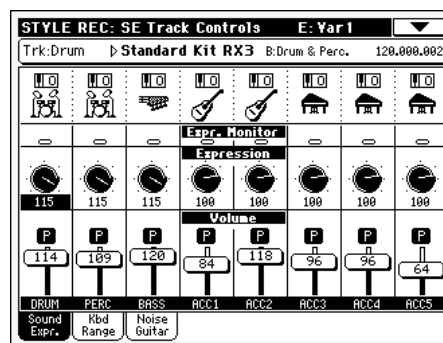 STYLE REC: SE Track Controls E: Var1
Trk:Drum Standard Kit RX3 B:Drum & Perc. 120.000.002
Expr. Monitor
Expression
115 115 115 100 100 100 100 100
Volume
P P P P P P P P
114 109 120 84 118 96 96 64
DRUM PERC BASS ACC1 ACC2 ACC3 ACC4 ACC5
Sound Expr.
Kbd Range
Noise Guitar